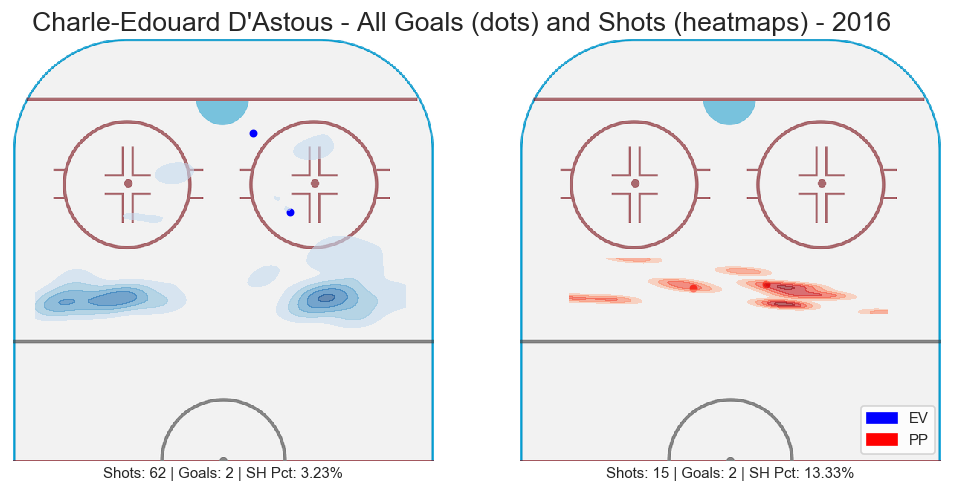 Charle-Edouard D'Astous - All Goals (dots) and Shots (heatmaps) - 2016
EV
PP
Shots: 62 | Goals: 2 | SH Pct: 3.23%
Shots: 15 | Goals: 2 | SH Pct: 13.33%